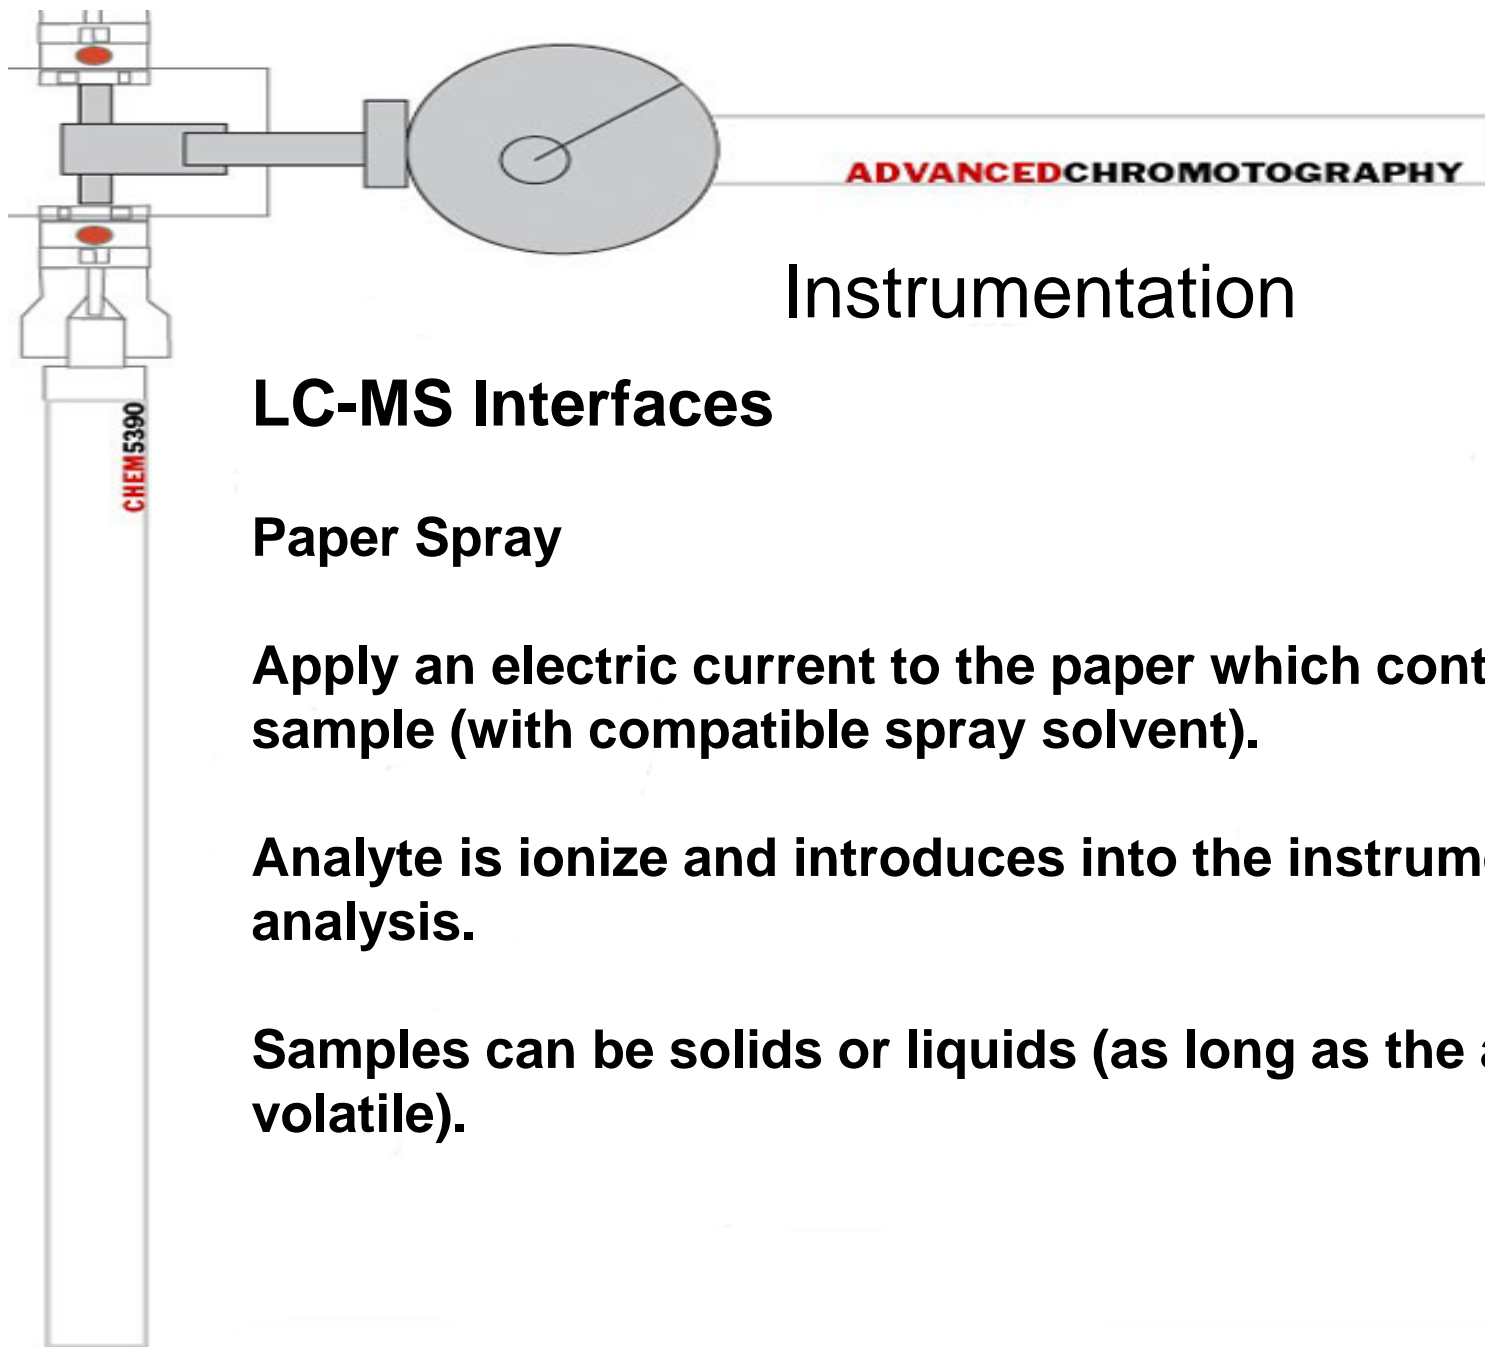 ADVANCEDCHROMOTOGRAPHY
Instrumentation
LC-MS Interfaces
CHEM5390
Paper Spray
Apply an electric current to the paper which cont
sample (with compatible spray solvent).
Analyte is ionize and introduces into the instrum
analysis.
Samples can be solids or liquids (as long as the a
volatile).